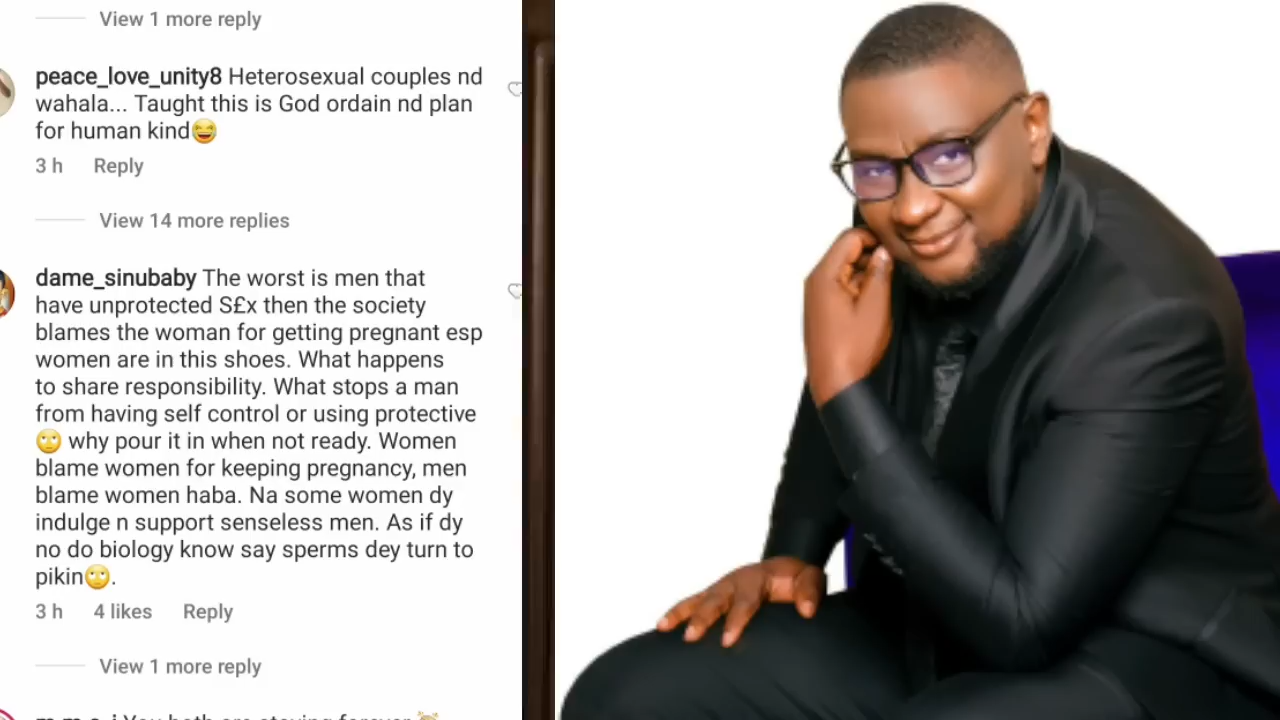 View 1 more reply
peace_love_unity8 Heterosexual couples nd
wahala... Taught this is God ordain nd plan
for human kind😅
3 h Reply
View 14 more replies
dame_sinubaby The worst is men that
have unprotected S£x then the society
blames the woman for getting pregnant esp
women are in this shoes. What happens
to share responsibility. What stops a man
from having self control or using protective
🙄 why pour it in when not ready. Women
blame women for keeping pregnancy, men
blame women haba. Na some women dy
indulge n support senseless men. As if dy
no do biology know say sperms dey turn to
pikin🙄.
3 h 4 likes Reply
View 1 more reply
You both are staying forever